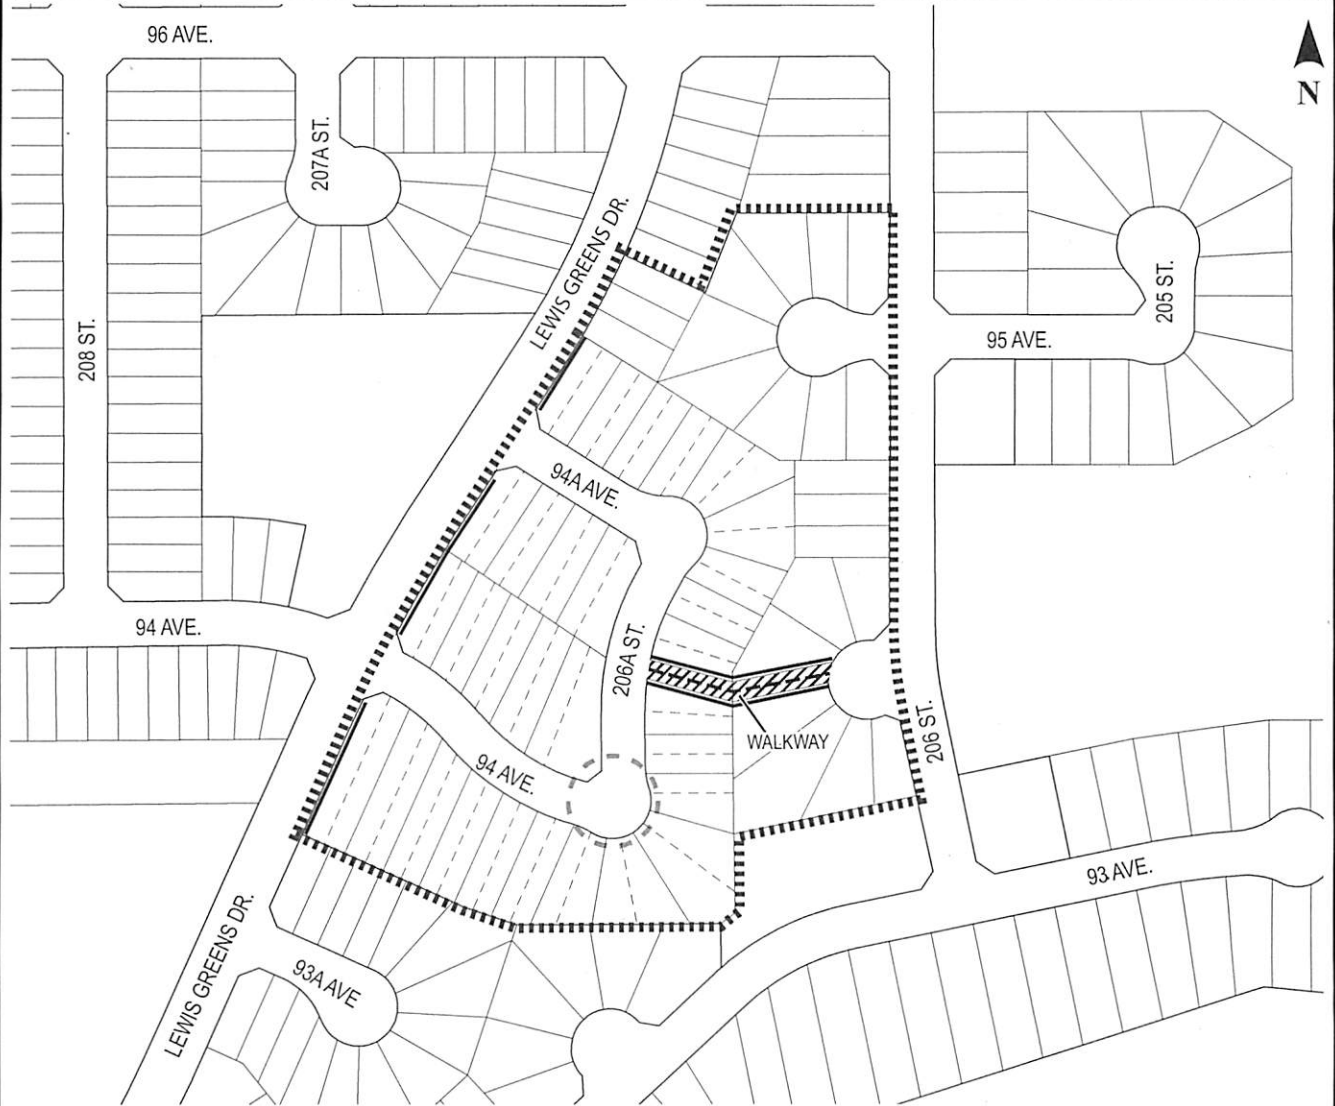 96 AVE.
N
207A ST.
LEWIS GREENS DR.
205 ST.
208 ST.
95 AVE.
94A AVE.
94 AVE.
206A ST.
206 ST.
WALKWAY
94 AVE.
93 AVE.
LEWIS GREENS DR.
93A AVE